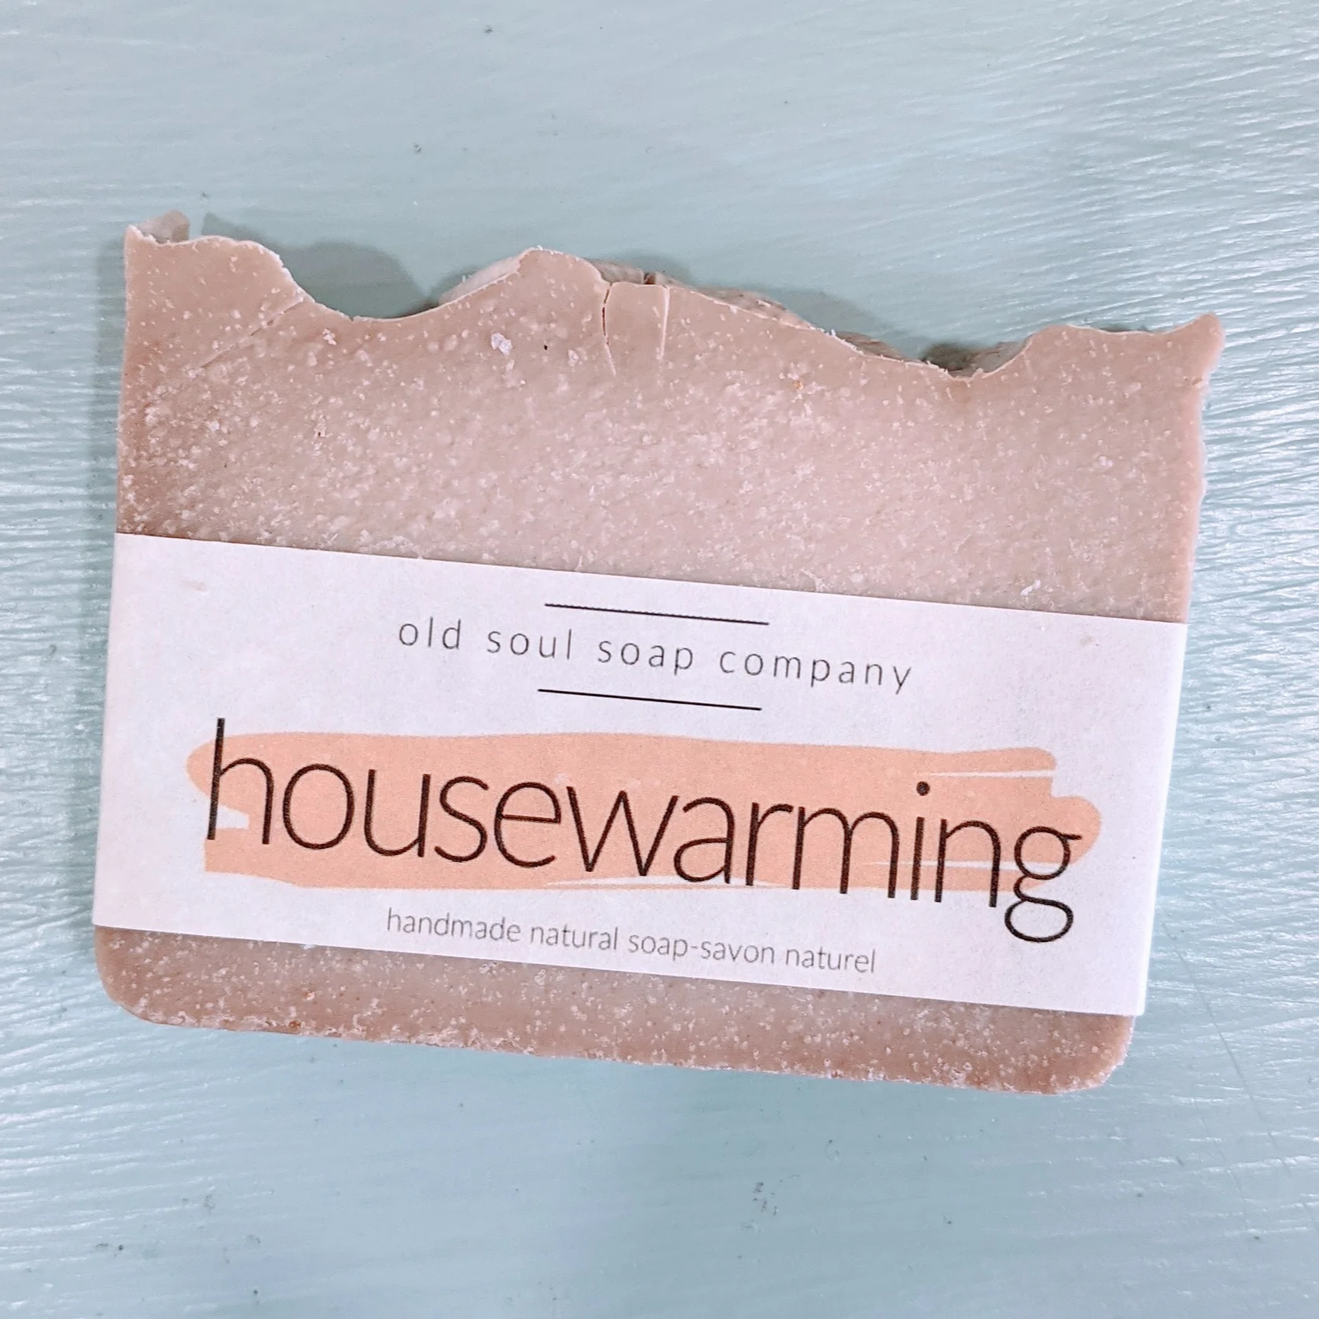 old soul soap company
housewarming
handmade natural soap-savon naturel